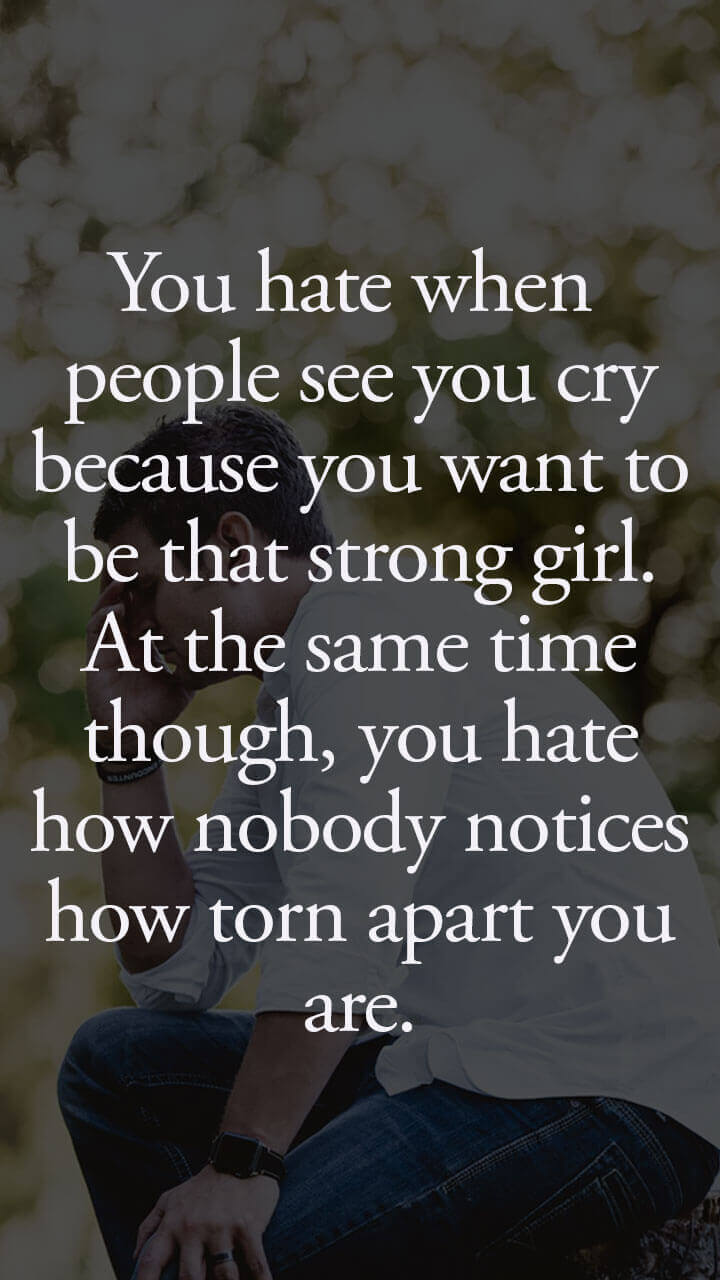 You hate when
people see you cry
because you want to
be that strong girl.
At the same time
though, you hate
how nobody notices
how torn apart you
are.
ENCOUNTER